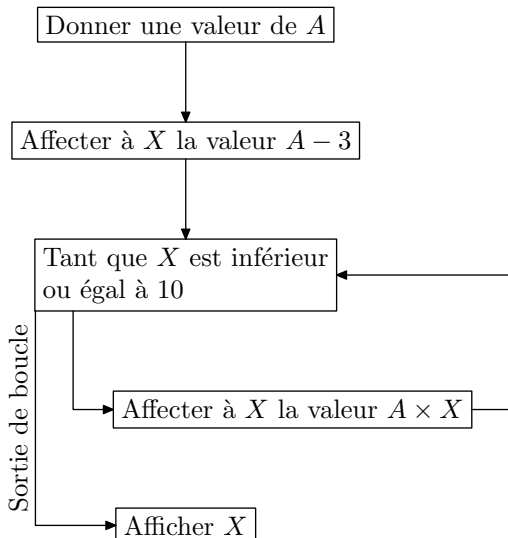 Donner une valeur de A
Affecter à X la valeur A − 3
Tant que X est inférieur
ou égal à 10
Affecter à X la valeur A × X
Sortie de boucle
Afficher X